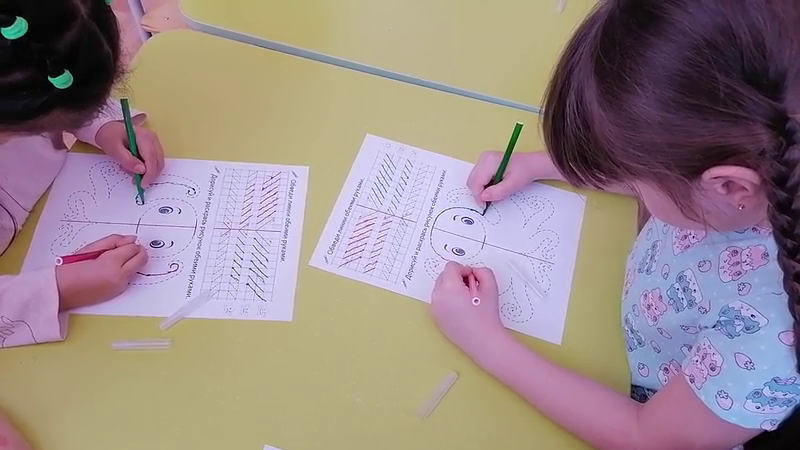 Обведи линии обеими руками.
Дорисуй и раскрась рисунок обеими руками.
Обведи линии обеими руками.
Дорисуй и раскрась рисунок обеими руками.